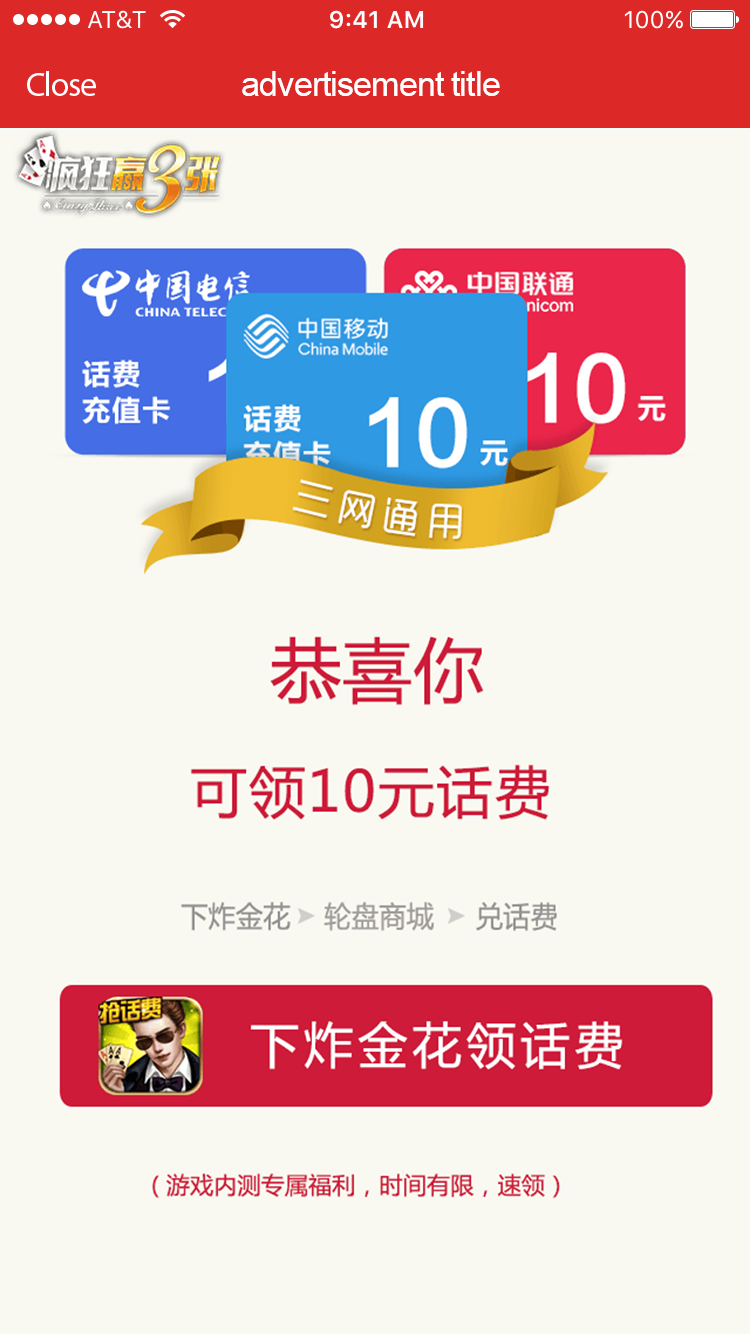 AT&T 9:41 AM 100%
Close advertisement title
疯狂赢3张
中国电信
CHINA TELEC
话费
充值卡
中国联通
nicom
10元
中国移动
China Mobile
话费
充值卡
10元
三网通用
恭喜你
可领10元话费
下炸金花 轮盘商城 兑话费
抢话费
下炸金花领话费
(游戏内测专属福利，时间有限，速领)